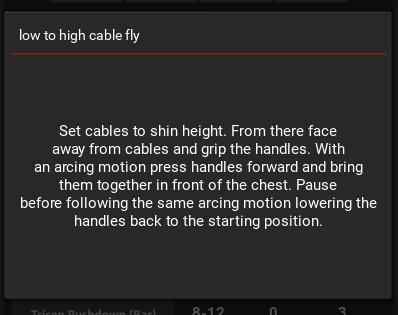 low to high cable fly
Set cables to shin height. From there face
away from cables and grip the handles. With
an arcing motion press handles forward and bring
them together in front of the chest. Pause
before following the same arcing motion lowering the
handles back to the starting position.
Tricep Pushdown (Bar) 8-12 0 3